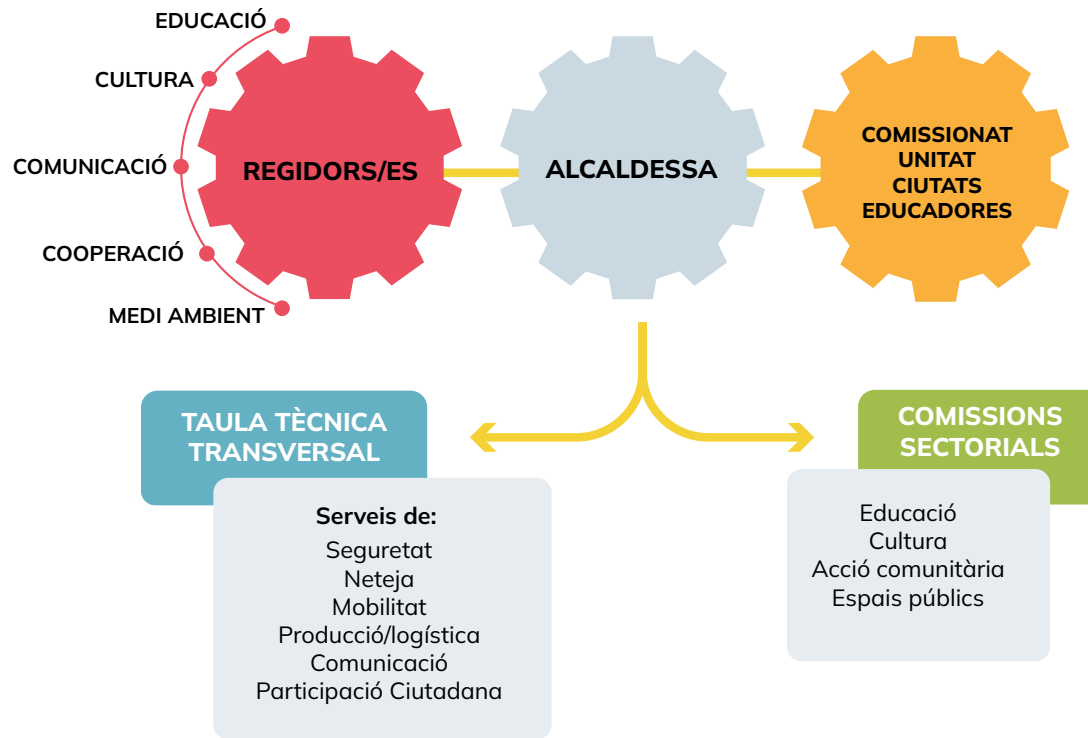 EDUCACIÓ
CULTURA
COMUNICACIÓ
COOPERACIÓ
MEDI AMBIENT
REGIDORS/ES
ALCALDESSA
COMISSIONAT
UNITAT
CIUTATS
EDUCADORES
TAULA TÈCNICA
TRANSVERSAL
Serveis de:
Seguretat
Neteja
Mobilitat
Producció/logística
Comunicació
Participació Ciutadana
COMISSIONS
SECTORIALS
Educació
Cultura
Acció comunitària
Espais públics